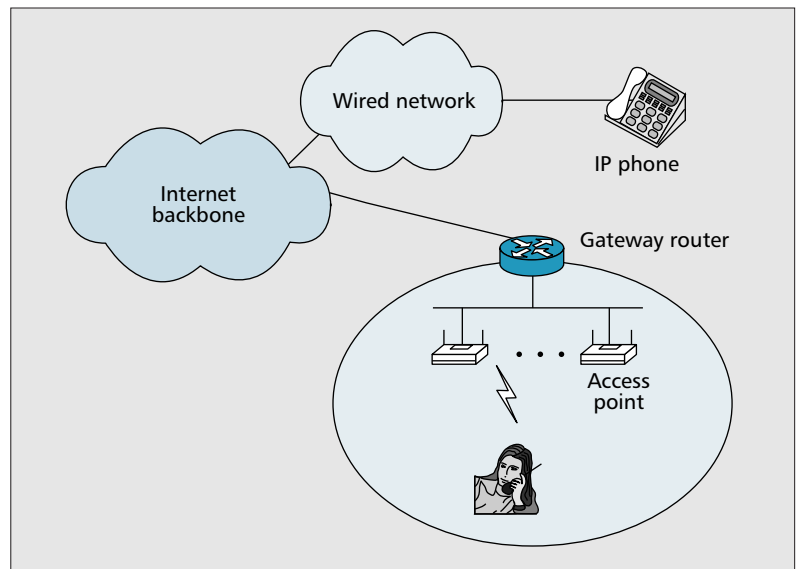 Wired network
IP phone
Internet
backbone
Gateway router
Access
point